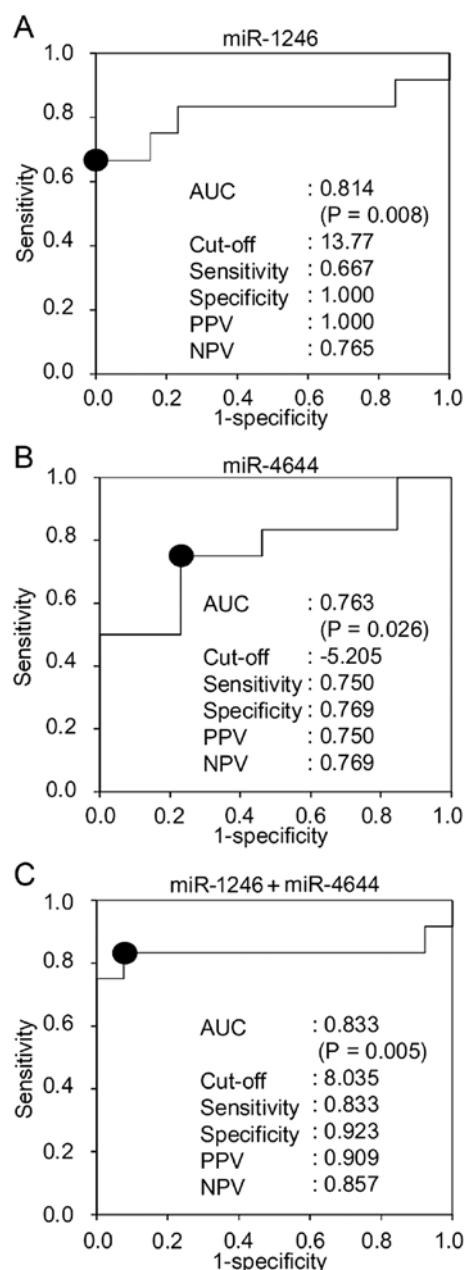 A
miR-1246
1.0
0.8
0.6
0.4
0.2
0.0
Sensitivity
AUC : 0.814
(P = 0.008)
Cut-off : 13.77
Sensitivity : 0.667
Specificity : 1.000
PPV : 1.000
NPV : 0.765
0.0 0.2 0.4 0.6 0.8 1.0
1-specificity
B
miR-4644
1.0
0.8
0.6
0.4
0.2
0.0
Sensitivity
AUC : 0.763
(P = 0.026)
Cut-off : -5.205
Sensitivity : 0.750
Specificity : 0.769
PPV : 0.750
NPV : 0.769
0.0 0.2 0.4 0.6 0.8 1.0
1-specificity
C
miR-1246 + miR-4644
1.0
0.8
0.6
0.4
0.2
0.0
Sensitivity
AUC : 0.833
(P = 0.005)
Cut-off : 8.035
Sensitivity : 0.833
Specificity : 0.923
PPV : 0.909
NPV : 0.857
0.0 0.2 0.4 0.6 0.8 1.0
1-specificity